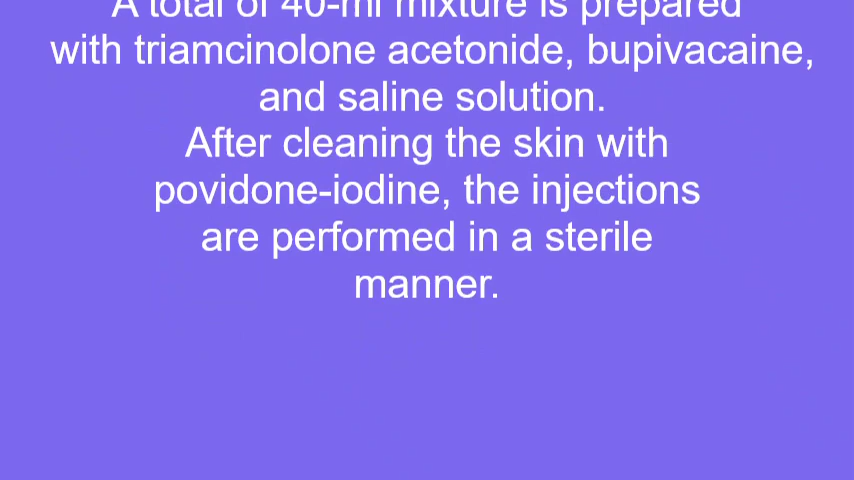 A total of 40-ml mixture is prepared
with triamcinolone acetonide, bupivacaine,
and saline solution.
After cleaning the skin with
povidone-iodine, the injections
are performed in a sterile
manner.